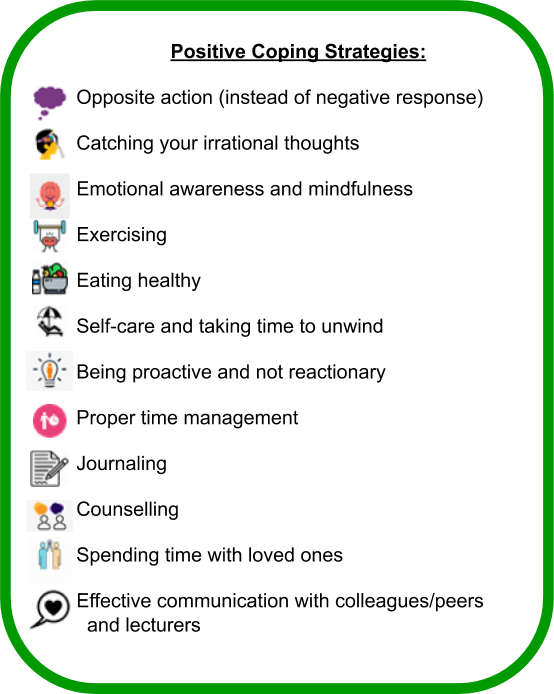 Positive Coping Strategies:
Opposite action (instead of negative response)
Catching your irrational thoughts
Emotional awareness and mindfulness
Exercising
Eating healthy
Self-care and taking time to unwind
Being proactive and not reactionary
Proper time management
Journaling
Counselling
Spending time with loved ones
Effective communication with colleagues/peers
and lecturers